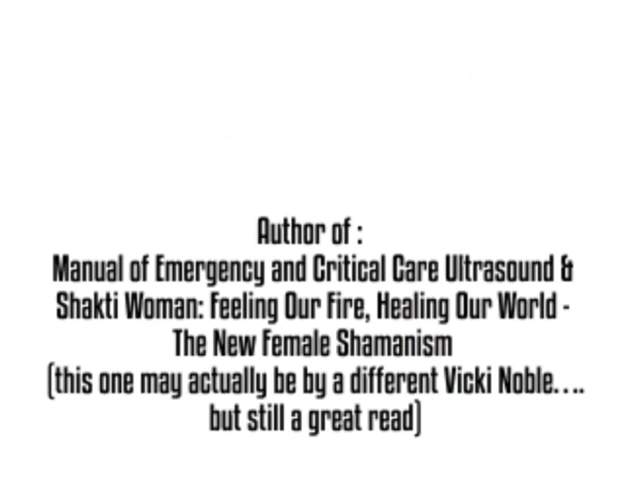 Author of :
Manual of Emergency and Critical Care Ultrasound &
Shakti Woman: Feeling Our Fire, Healing Our World -
The New Female Shamanism
(this one may actually be by a different Vicki Noble....
but still a great read)